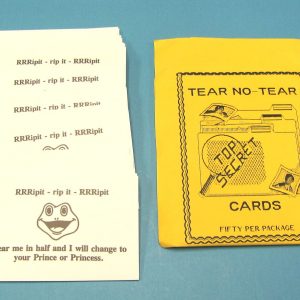 RRRipit - rip it - RRRipit
RRRipit - rip it - RRRipit
RRRipit - rip it - RRRipit
RRRipit - rip it - RRRipit
RRRipit - rip it - RRRipit
ear me in half and I will change to
your Prince or Princess.
TEAR NO-TEAR
TOP
SECRET
CARDS
FIFTY PER PACKAGE